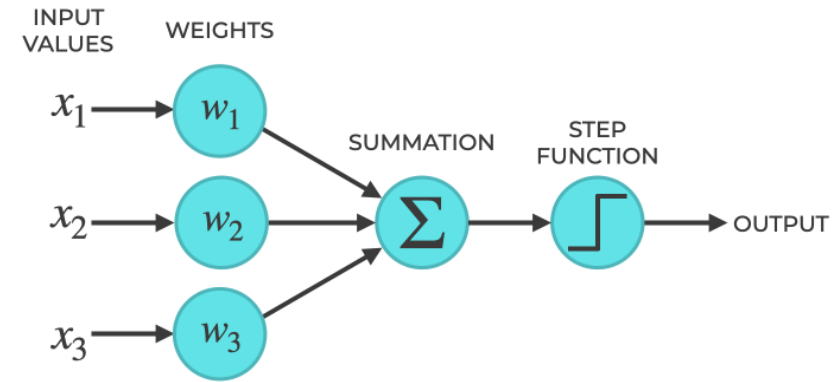 INPUT
VALUES
WEIGHTS
x₁
w₁
SUMMATION
STEP
FUNCTION
x₂
w₂
Σ
OUTPUT
x₃
w₃